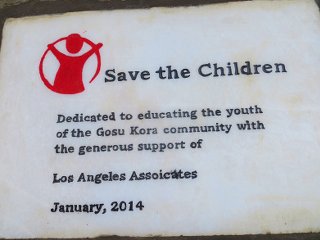 Save the Children
Dedicated to educating the youth
of the Gosu Kora community with
the generous support of
Los Angeles Assoicates
January, 2014